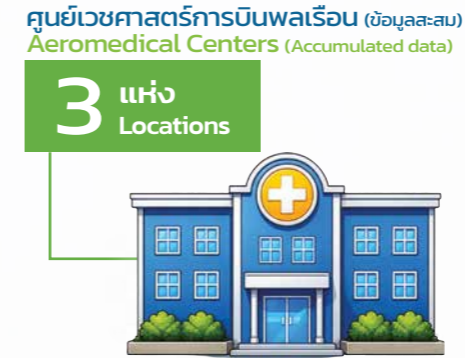 ศูนย์เวชศาสตร์การบินพลเรือน (ข้อมูลสะสม)
Aeromedical Centers (Accumulated data)
3 แห่ง
Locations